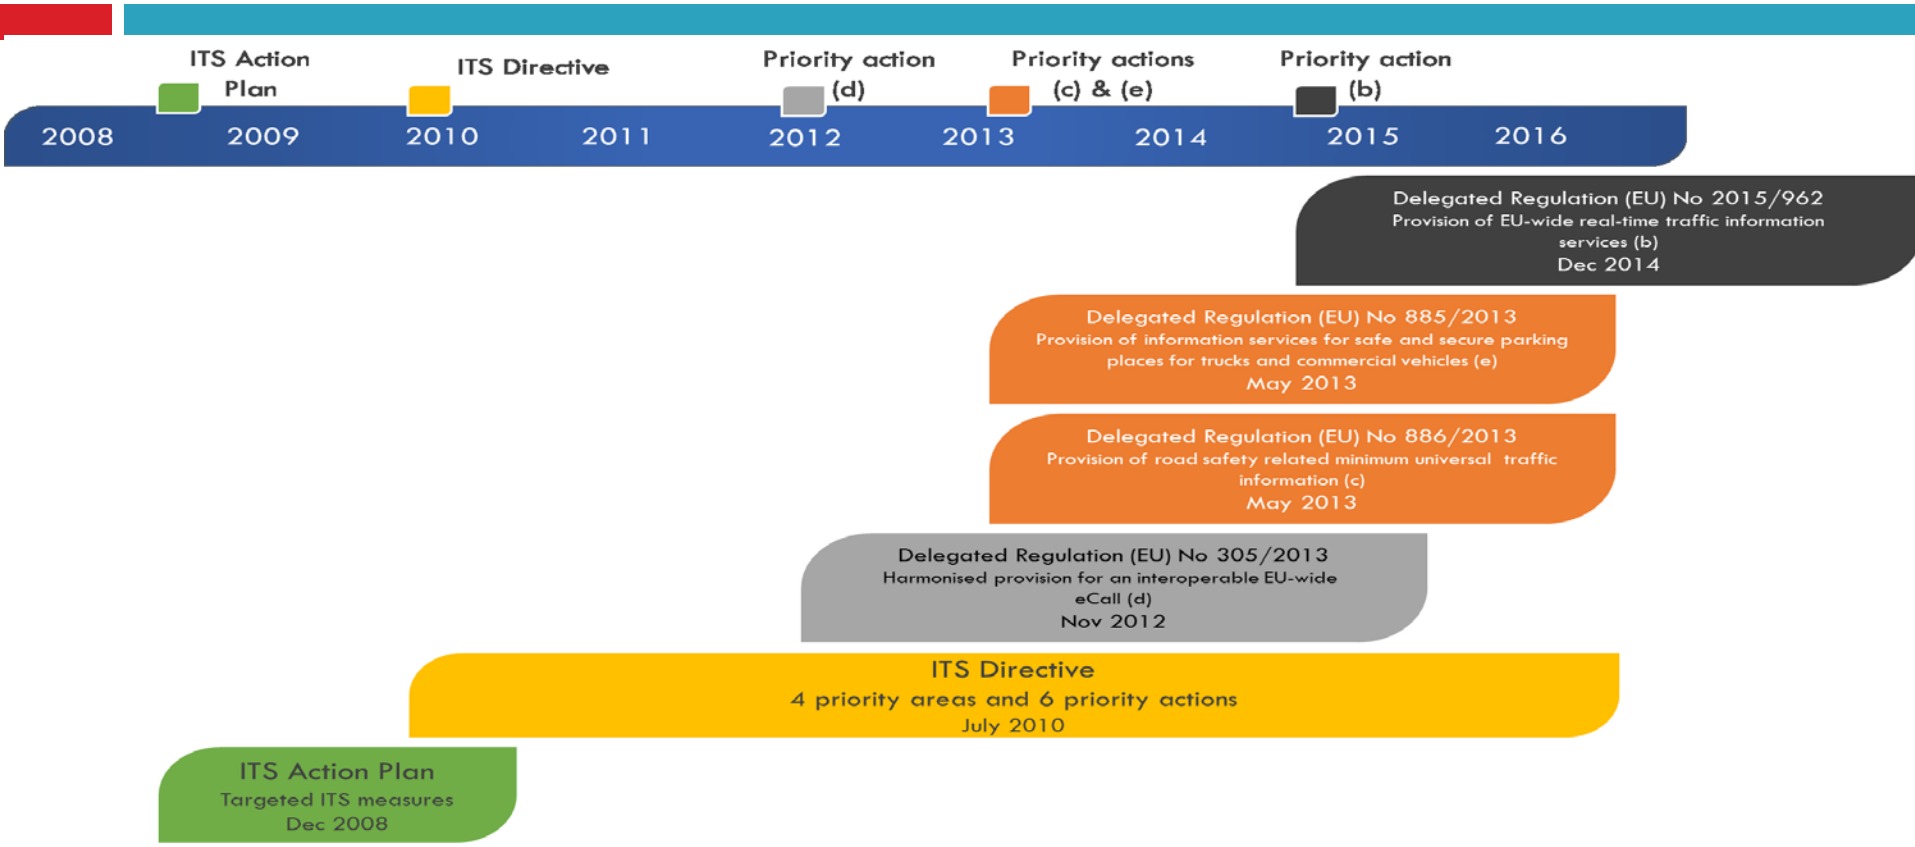 ITS Action
Plan
ITS Directive
Priority action
(d)
Priority actions
(c) & (e)
Priority action
(b)
2008
2009
2010
2011
2012
2013
2014
2015
2016
Delegated Regulation (EU) No 2015/962
Provision of EU-wide real-time traffic information
services (b)
Dec 2014
Delegated Regulation (EU) No 885/2013
Provision of information services for safe and secure parking
places for trucks and commercial vehicles (e)
May 2013
Delegated Regulation (EU) No 886/2013
Provision of road safety related minimum universal traffic
information (c)
May 2013
Delegated Regulation (EU) No 305/2013
Harmonised provision for an interoperable EU-wide
eCall (d)
Nov 2012
ITS Directive
4 priority areas and 6 priority actions
July 2010
ITS Action Plan
Targeted ITS measures
Dec 2008